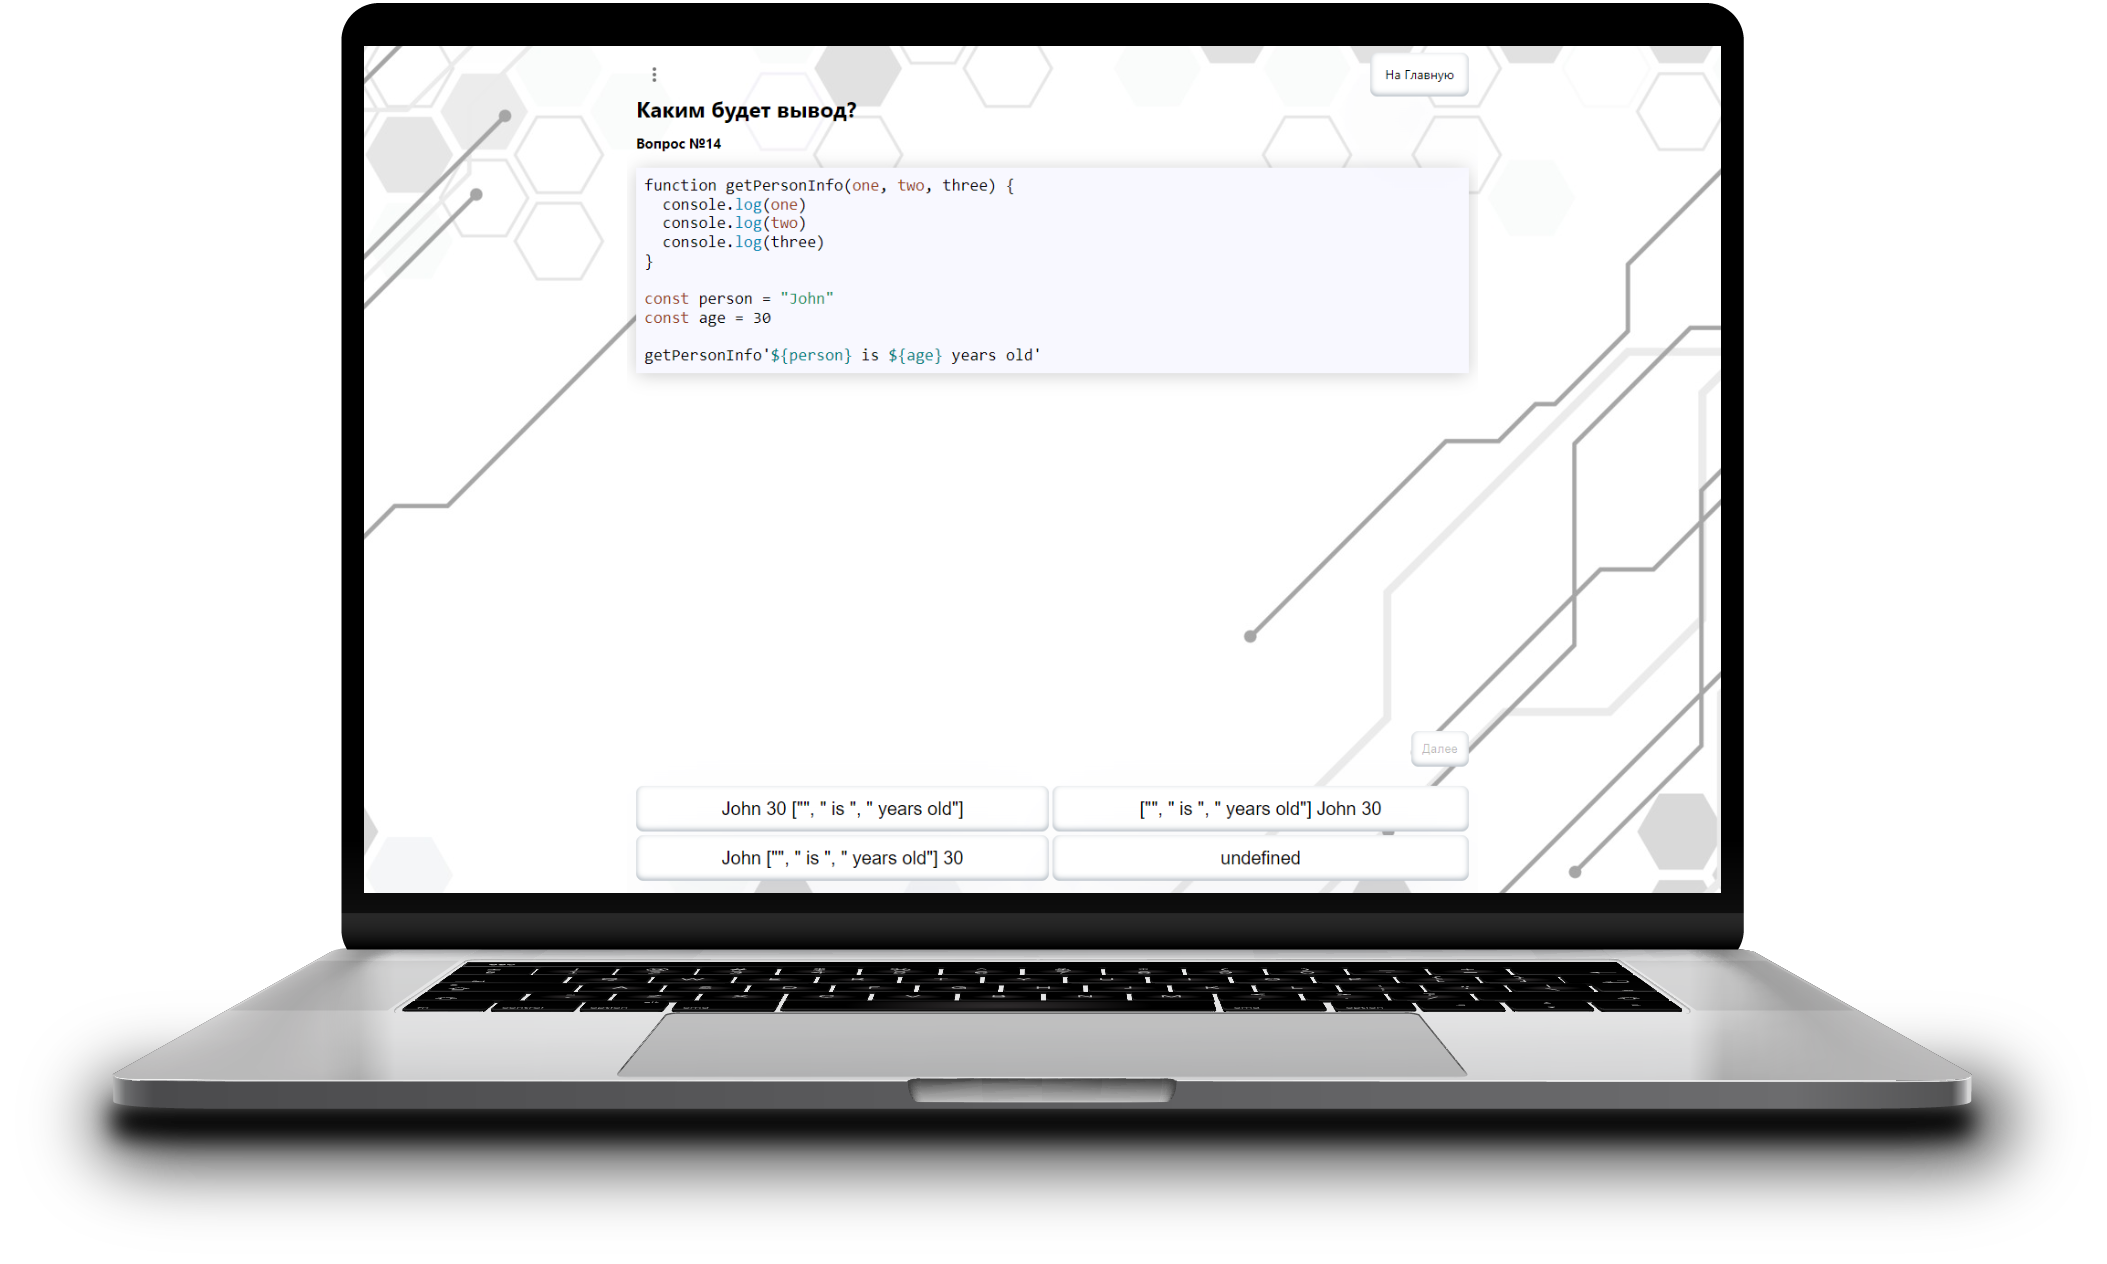 На Главную
Каким будет вывод?
Вопрос №14
function getPersonInfo(one, two, three) {
  console.log(one)
  console.log(two)
  console.log(three)
}
const person = "John"
const age = 30
getPersonInfo'${person} is ${age} years old'
Далее
John 30 ["", " is ", " years old"]
["", " is ", " years old"] John 30
John ["", " is ", " years old"] 30
undefined